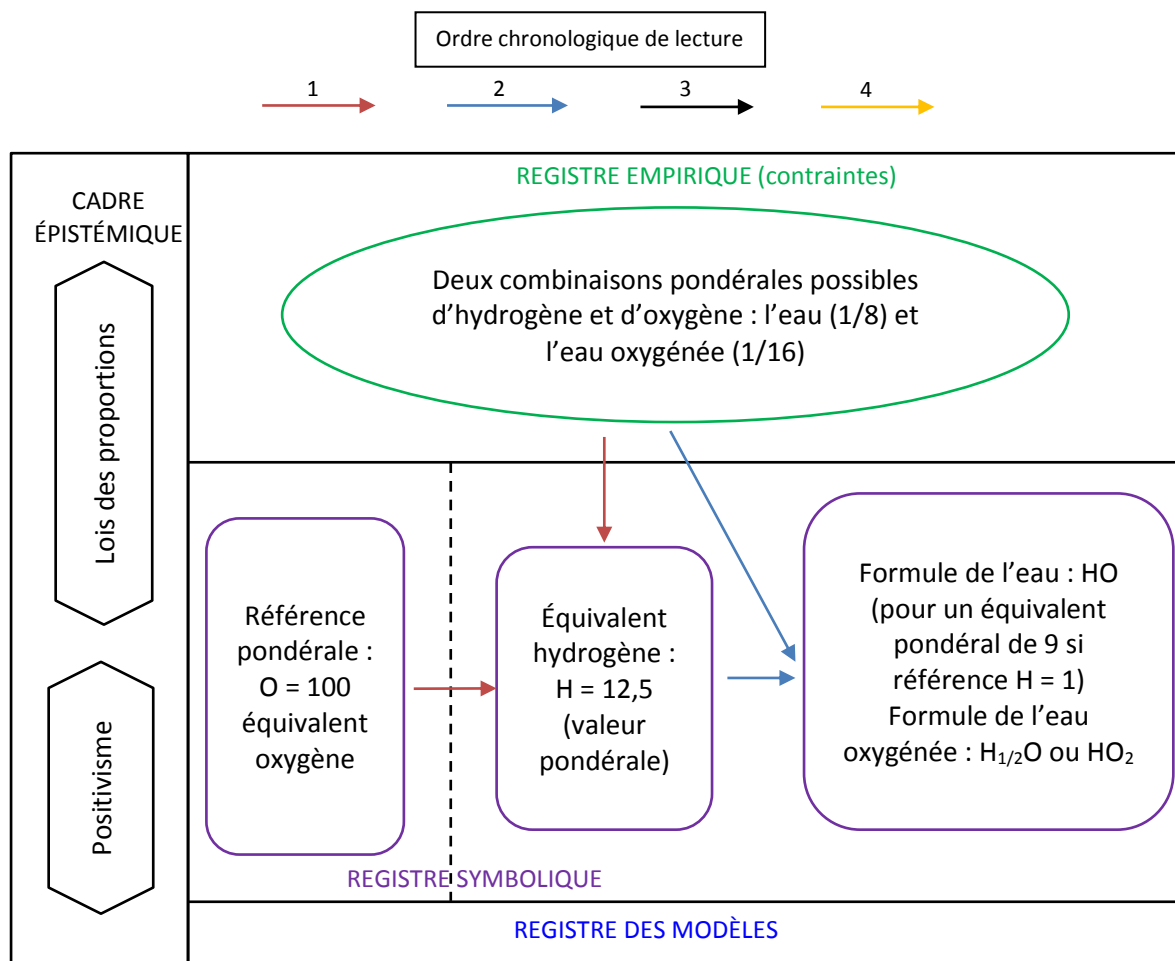 Ordre chronologique de lecture
1 2 3 4
CADRE
ÉPISTÉMIQUE
Lois des proportions
Positivisme
REGISTRE EMPIRIQUE (contraintes)
Deux combinaisons pondérales possibles
d’hydrogène et d’oxygène : l’eau (1/8) et
l’eau oxygénée (1/16)
Référence
pondérale :
O = 100
équivalent
oxygène
Équivalent
hydrogène :
H = 12,5
(valeur
pondérale)
Formule de l’eau : HO
(pour un équivalent
pondéral de 9 si
référence H = 1)
Formule de l’eau
oxygénée : H₁/₂O ou HO₂
REGISTRE SYMBOLIQUE
REGISTRE DES MODÈLES